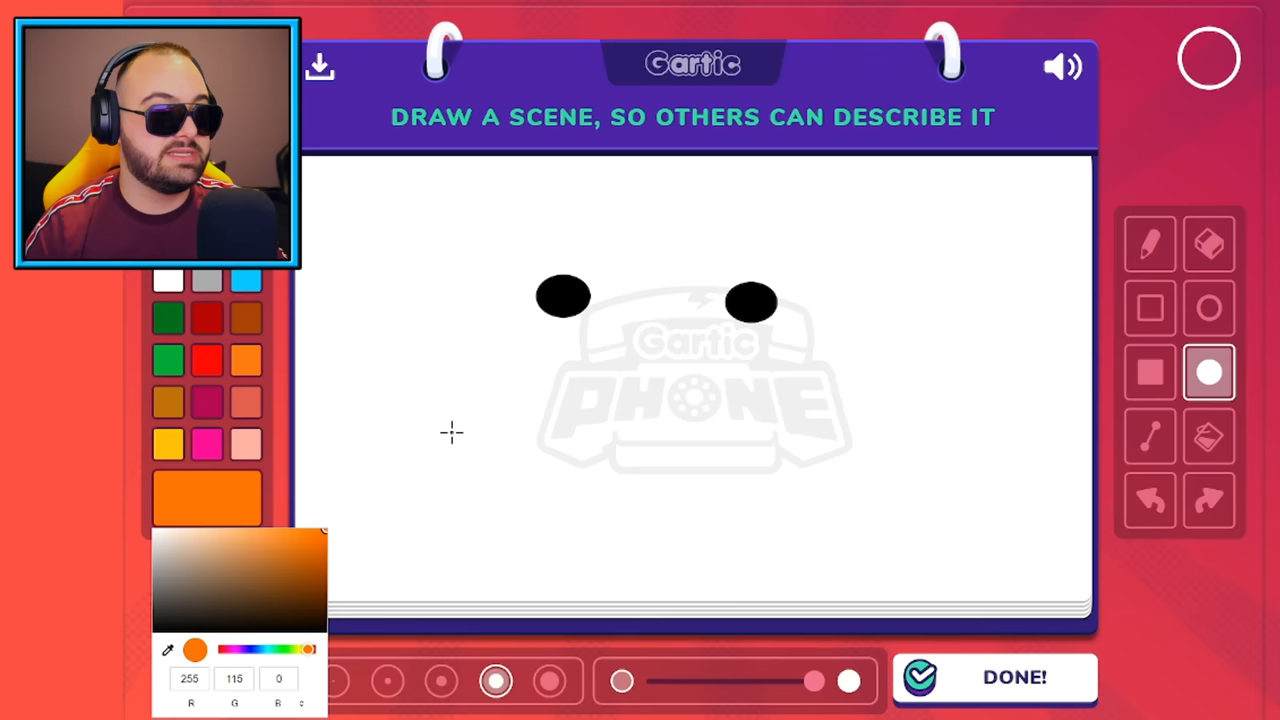 Gartic
DRAW A SCENE, SO OTHERS CAN DESCRIBE IT
Gartic
PHONE
255 115 0
R G B
DONE!